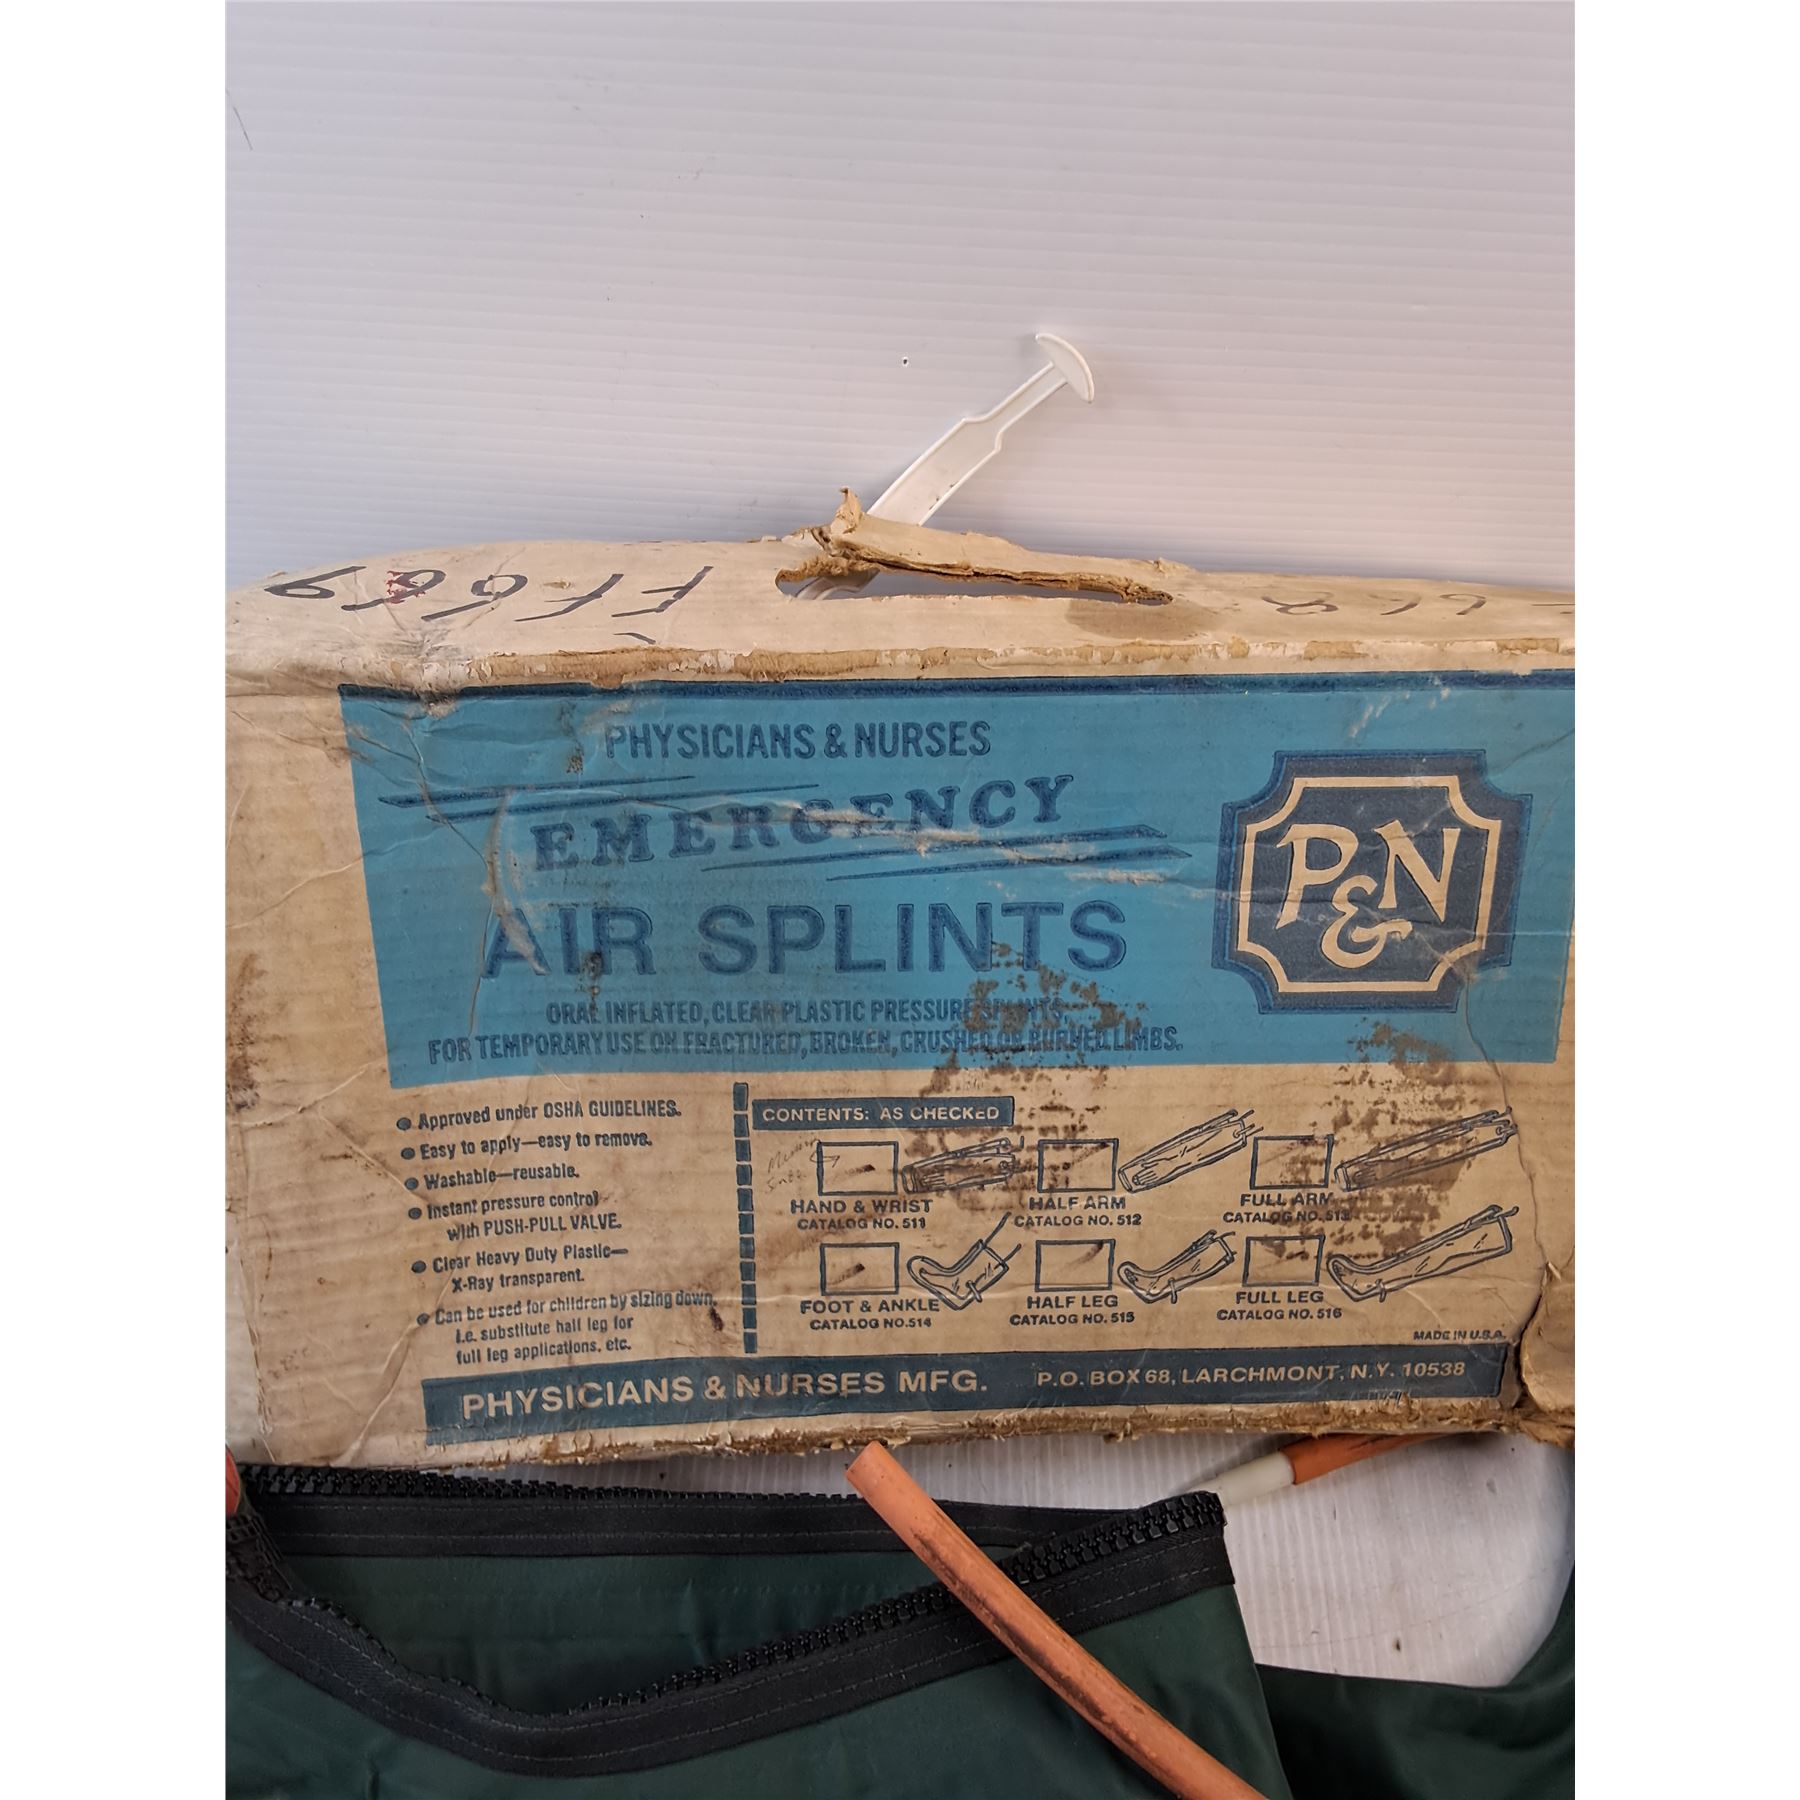 FF669
PHYSICIANS & NURSES
EMERGENCY
AIR SPLINTS
P&N
ORAL INFLATED, CLEAR PLASTIC PRESSURE SPLINTS,
FOR TEMPORARY USE ON FRACTURED, BROKEN, CRUSHED OR BURNED LIMBS.
Approved under OSHA GUIDELINES.
Easy to apply—easy to remove.
Washable—reusable.
Instant pressure control
with PUSH-PULL VALVE.
Clear Heavy Duty Plastic—
X-Ray transparent.
Can be used for children by sizing down,
i.e. substitute half leg for
full leg applications, etc.
CONTENTS: AS CHECKED
HAND & WRIST
CATALOG NO. 511
HALF ARM
CATALOG NO. 512
FULL ARM
CATALOG NO. 513
FOOT & ANKLE
CATALOG NO. 514
HALF LEG
CATALOG NO. 515
FULL LEG
CATALOG NO. 516
MADE IN U.S.A.
PHYSICIANS & NURSES MFG. P.O. BOX 68, LARCHMONT, N.Y. 10538